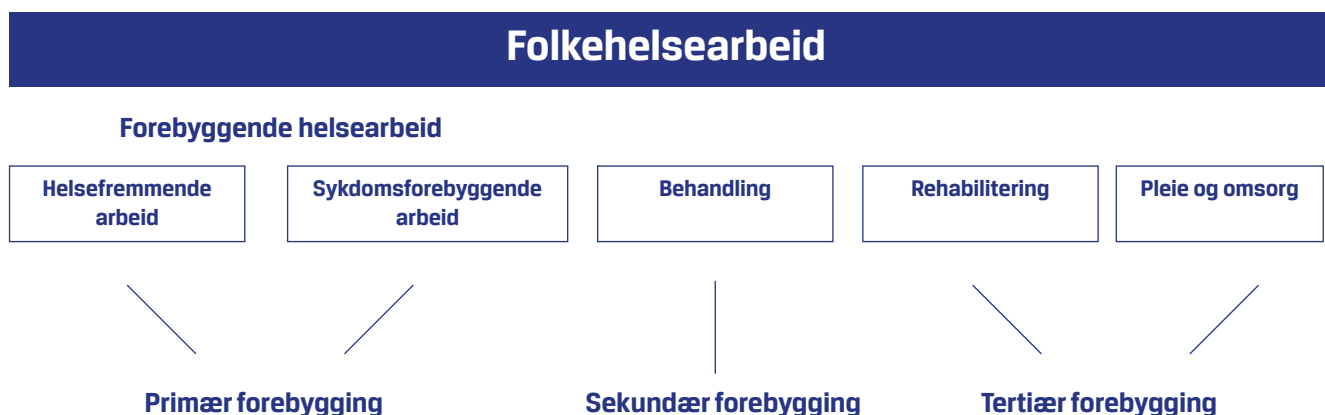 Folkehelsearbeid
Forebyggende helsearbeid
Helsefremmende
arbeid
Sykdomsforebyggende
arbeid
Behandling
Rehabilitering
Pleie og omsorg
Primær forebygging
Sekundær forebygging
Tertiær forebygging